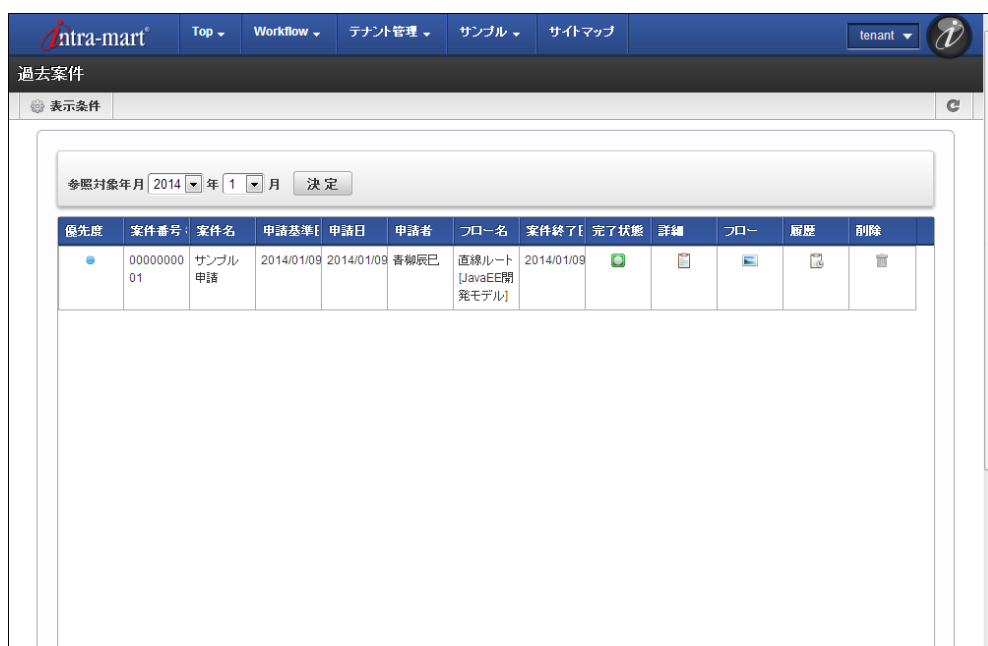 intra-mart® Top Workflow テナント管理 サンプル サイトマップ tenant
過去案件
表示条件
参照対象年月 2014 年 1 月 決定
優先度 案件番号 案件名 申請基準 申請日 申請者 フロー名 案件終了 完了状態 詳細 フロー 履歴 削除
00000000 サンプル 2014/01/09 2014/01/09 青柳辰巳 直線ルート 2014/01/09
01 申請 [JavaEE開
発モデル]